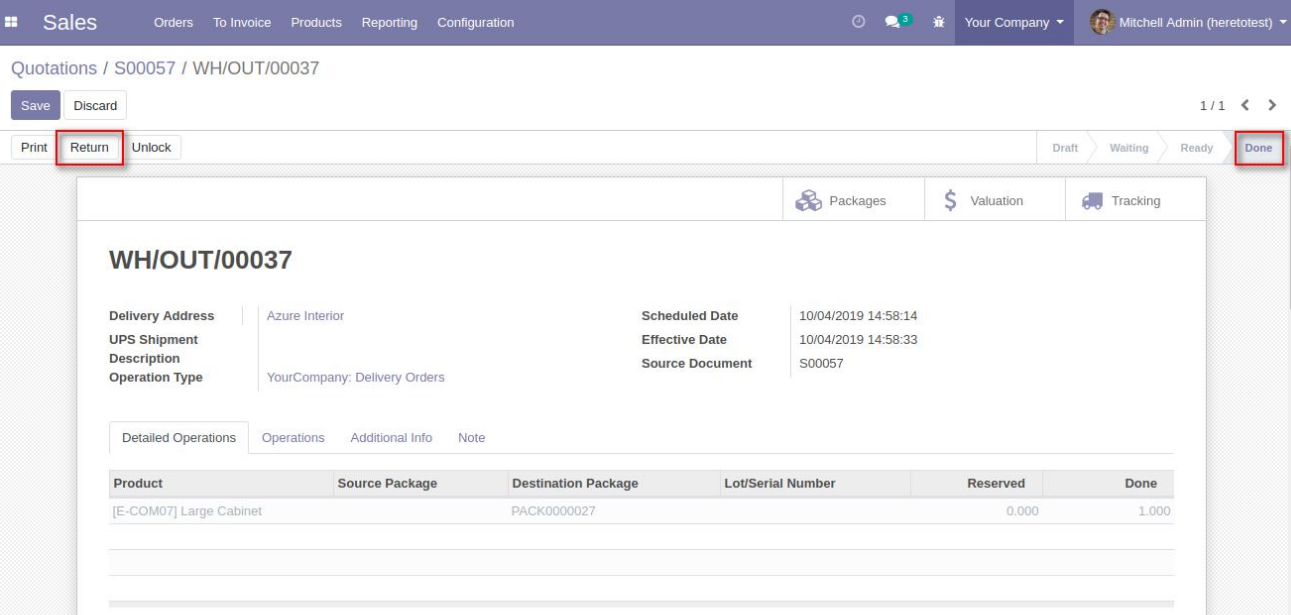 Sales Orders To Invoice Products Reporting Configuration 3 Your Company Mitchell Admin (heretotest)
Quotations / S00057 / WH/OUT/00037
Save Discard 1 / 1
Print Return Unlock Draft Waiting Ready Done
Packages Valuation Tracking
WH/OUT/00037
Delivery Address Azure Interior Scheduled Date 10/04/2019 14:58:14
UPS Shipment Effective Date 10/04/2019 14:58:33
Description Source Document S00057
Operation Type YourCompany: Delivery Orders
Detailed Operations Operations Additional Info Note
Product Source Package Destination Package Lot/Serial Number Reserved Done
[E-COM07] Large Cabinet PACK0000027 0.000 1.000